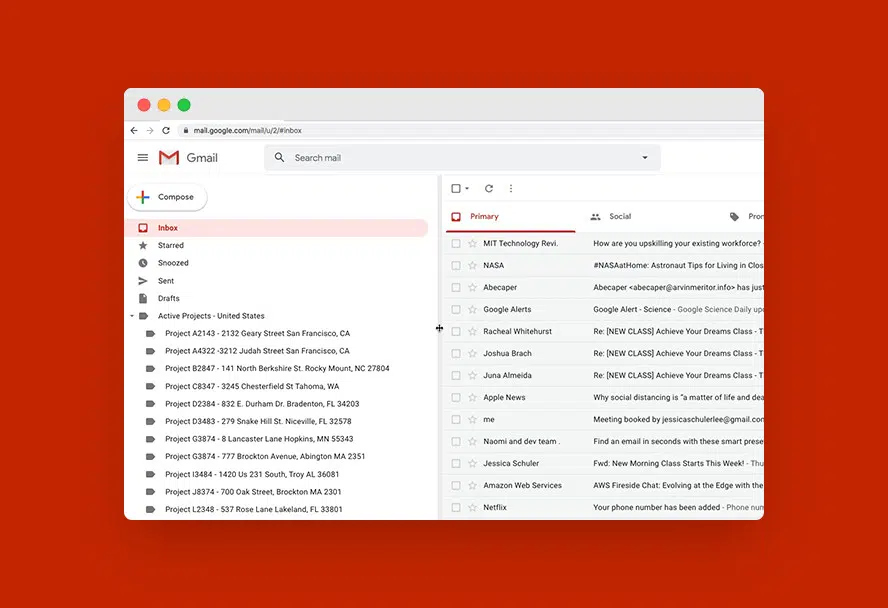 mail.google.com/mail/u/2/#inbox
Gmail
Search mail
Compose
Inbox
Starred
Snoozed
Sent
Drafts
Active Projects - United States
Project A2143 - 2132 Geary Street San Francisco, CA
Project A4322 -3212 Judah Street San Francisco, CA
Project B2847 - 141 North Berkshire St. Rocky Mount, NC 27804
Project C8347 - 3245 Chesterfield St Tahoma, WA
Project D2384 - 832 E. Durham Dr. Bradenton, FL 34203
Project D3483 - 279 Snake Hill St. Niceville, FL 32578
Project G3874 - 8 Lancaster Lane Hopkins, MN 55343
Project G3874 - 777 Brockton Avenue, Abington MA 2351
Project I3484 - 1420 Us 231 South, Troy AL 36081
Project J8374 - 700 Oak Street, Brockton MA 2301
Project L2348 - 537 Rose Lane Lakeland, FL 33801
Primary Social Pron
MIT Technology Revi. How are you upskilling your existing workforce? -
NASA #NASAatHome: Astronaut Tips for Living in Clos
Abecaper Abecaper <abecaper@arvinmeritor.info> has just
Google Alerts Google Alert - Science - Google Science Daily upd
Racheal Whitehurst Re: [NEW CLASS] Achieve Your Dreams Class - T
Joshua Brach Re: [NEW CLASS] Achieve Your Dreams Class - T
Juna Almeida Re: [NEW CLASS] Achieve Your Dreams Class - T
Apple News Why social distancing is "a matter of life and dea
me Meeting booked by jessicaschulerlee@gmail.com
Naomi and dev team . Find an email in seconds with these smart prese
Jessica Schuler Fwd: New Morning Class Starts This Week! - Thu
Amazon Web Services AWS Fireside Chat: Evolving at the Edge with the
Netflix Your phone number has been added - Phone num